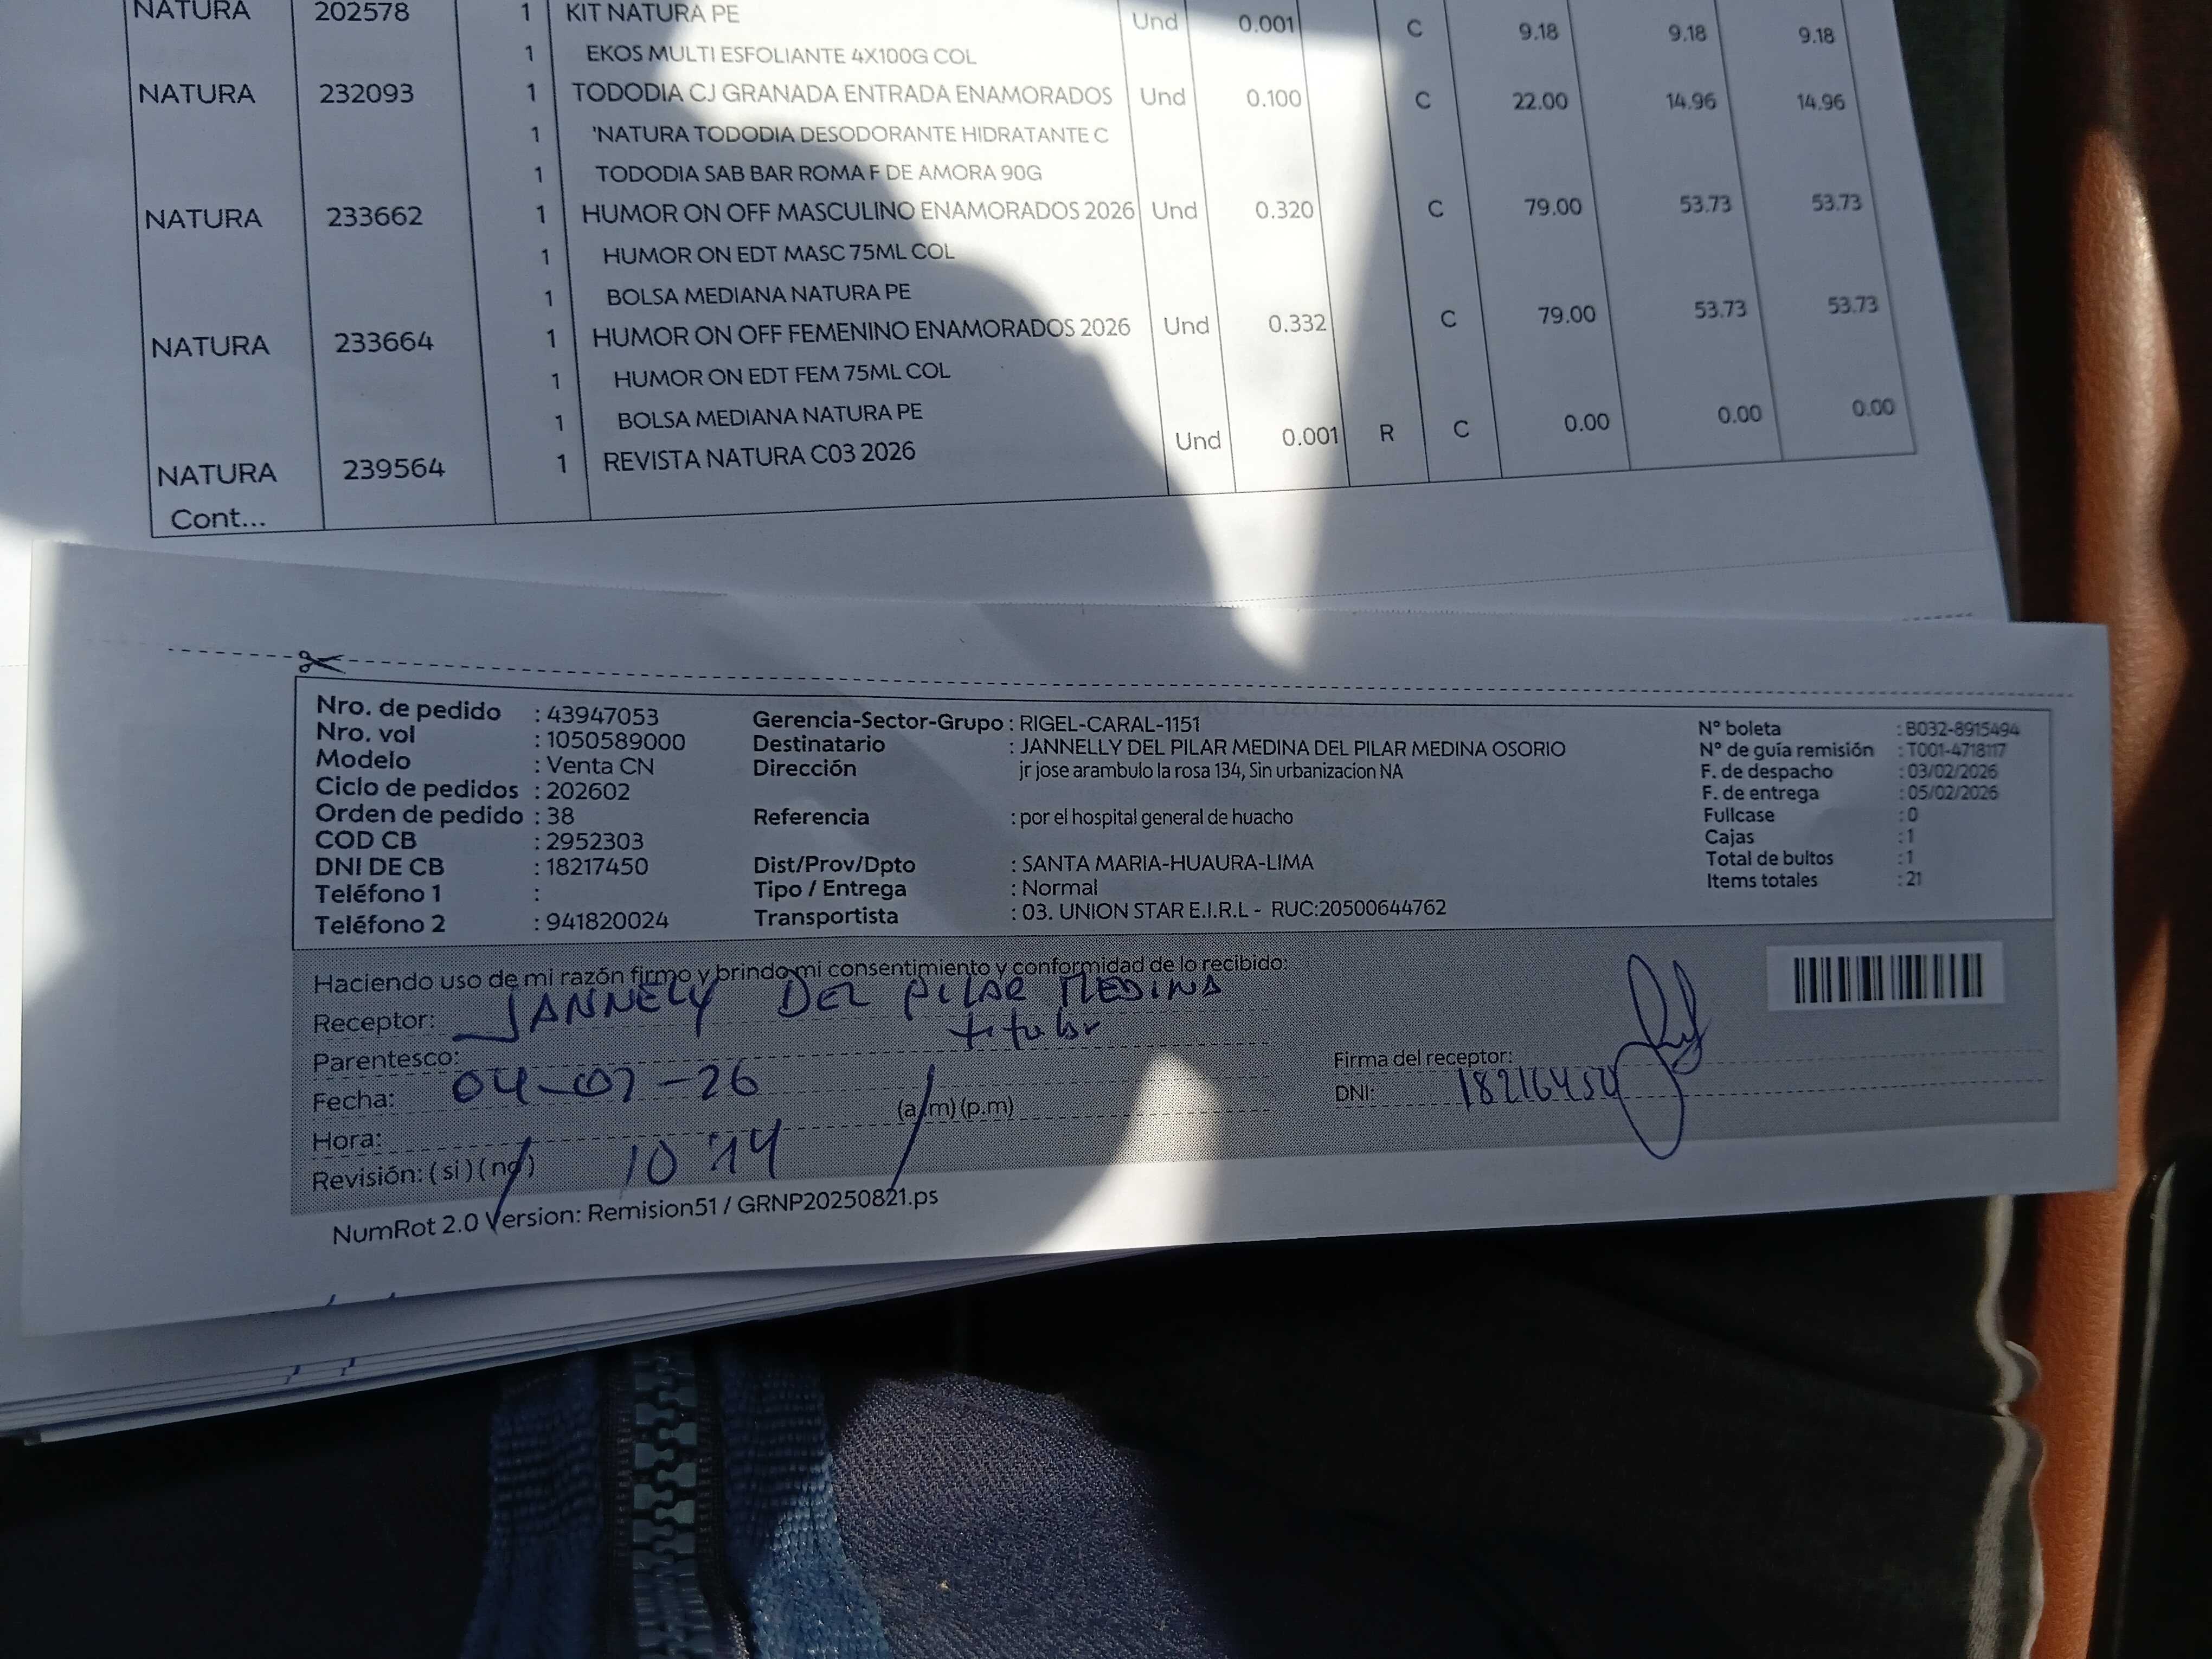 NATURA 202578 1 KIT NATURA PE Und 0.001 C 9.18 9.18 9.18
1 EKOS MULTI ESFOLIANTE 4X100G COL
NATURA 232093 1 TODODIA CJ GRANADA ENTRADA ENAMORADOS Und 0.100 C 22.00 14.96 14.96
1 'NATURA TODODIA DESODORANTE HIDRATANTE C
1 TODODIA SAB BAR ROMA F DE AMORA 90G
NATURA 233662 1 HUMOR ON OFF MASCULINO ENAMORADOS 2026 Und 0.320 C 79.00 53.73 53.73
1 HUMOR ON EDT MASC 75ML COL
1 BOLSA MEDIANA NATURA PE
NATURA 233664 1 HUMOR ON OFF FEMENINO ENAMORADOS 2026 Und 0.332 C 79.00 53.73 53.73
1 HUMOR ON EDT FEM 75ML COL
1 BOLSA MEDIANA NATURA PE
NATURA 239564 1 REVISTA NATURA C03 2026 Und 0.001 R C 0.00 0.00 0.00
Cont...
Nro. de pedido : 43947053
Nro. vol : 1050589000
Modelo : Venta CN
Ciclo de pedidos : 202602
Orden de pedido : 38
COD CB : 2952303
DNI DE CB : 18217450
Teléfono 1 :
Teléfono 2 : 941820024
Gerencia-Sector-Grupo : RIGEL-CARAL-1151
Destinatario : JANNELLY DEL PILAR MEDINA DEL PILAR MEDINA OSORIO
Dirección jr jose arambulo la rosa 134, Sin urbanizacion NA
Referencia : por el hospital general de huacho
Dist/Prov/Dpto : SANTA MARIA-HUAURA-LIMA
Tipo / Entrega : Normal
Transportista : 03. UNION STAR E.I.R.L - RUC:20500644762
N° boleta : B032-8915494
N° de guía remisión : T001-4718117
F. de despacho : 03/02/2026
F. de entrega : 05/02/2026
Fullcase : 0
Cajas : 1
Total de bultos : 1
Items totales : 21
Haciendo uso de mi razón firmo y brindo mi consentimiento y conformidad de lo recibido:
Receptor: JANNELY DEL PILAR MEDINA
Parentesco: titular
Fecha: 04-02-26
Hora: 10:14 (a.m) (p.m)
Revisión: (si) (no)
Firma del receptor:
DNI:
NumRot 2.0 Version: Remision51 / GRNP20250821.ps